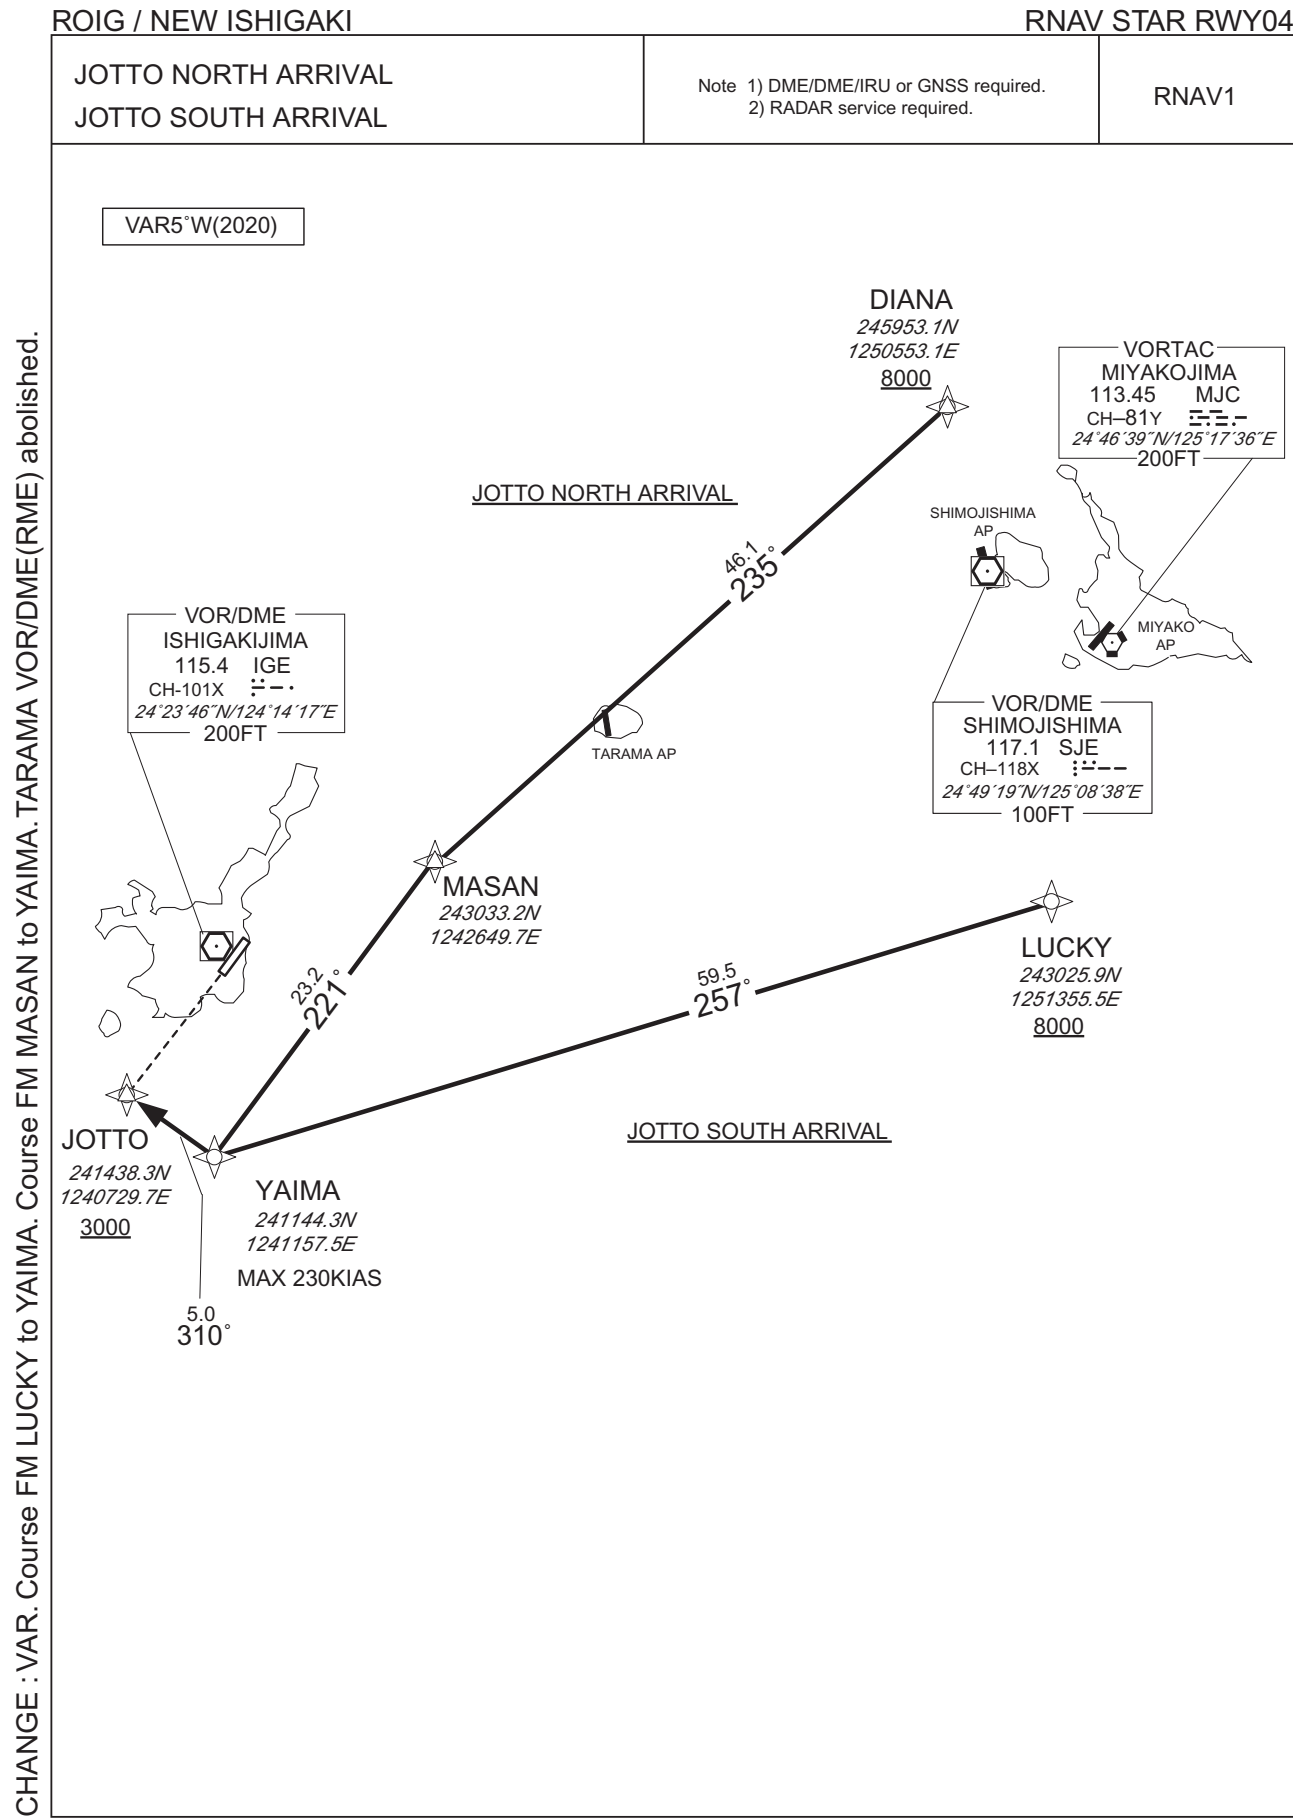 ROIG / NEW ISHIGAKI
RNAV STAR RWY04
JOTTO NORTH ARRIVAL
JOTTO SOUTH ARRIVAL
Note 1) DME/DME/IRU or GNSS required.
2) RADAR service required.
RNAV1
VAR5˚W(2020)
DIANA
245953.1N
1250553.1E
8000
VORTAC
MIYAKOJIMA
113.45 MJC
CH–81Y
24˚46´39˝N/125˚17´36˝E
200FT
JOTTO NORTH ARRIVAL
SHIMOJISHIMA
AP
46.1
235˚
VOR/DME
ISHIGAKIJIMA
115.4 IGE
CH-101X
24˚23´46˝N/124˚14´17˝E
200FT
MIYAKO
AP
VOR/DME
SHIMOJISHIMA
117.1 SJE
CH–118X
24˚49´19˝N/125˚08´38˝E
100FT
TARAMA AP
MASAN
243033.2N
1242649.7E
LUCKY
243025.9N
1251355.5E
8000
23.2
221˚
59.5
257˚
JOTTO
241438.3N
1240729.7E
3000
JOTTO SOUTH ARRIVAL
YAIMA
241144.3N
1241157.5E
MAX 230KIAS
5.0
310˚
CHANGE : VAR. Course FM LUCKY to YAIMA. Course FM MASAN to YAIMA. TARAMA VOR/DME(RME) abolished.